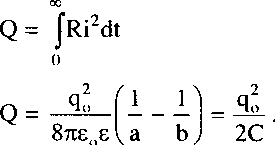 Q = ∫₀^∞ Ri²dt
Q = q₀²/(8πε₀ε) (1/a − 1/b) = q₀²/(2C) .